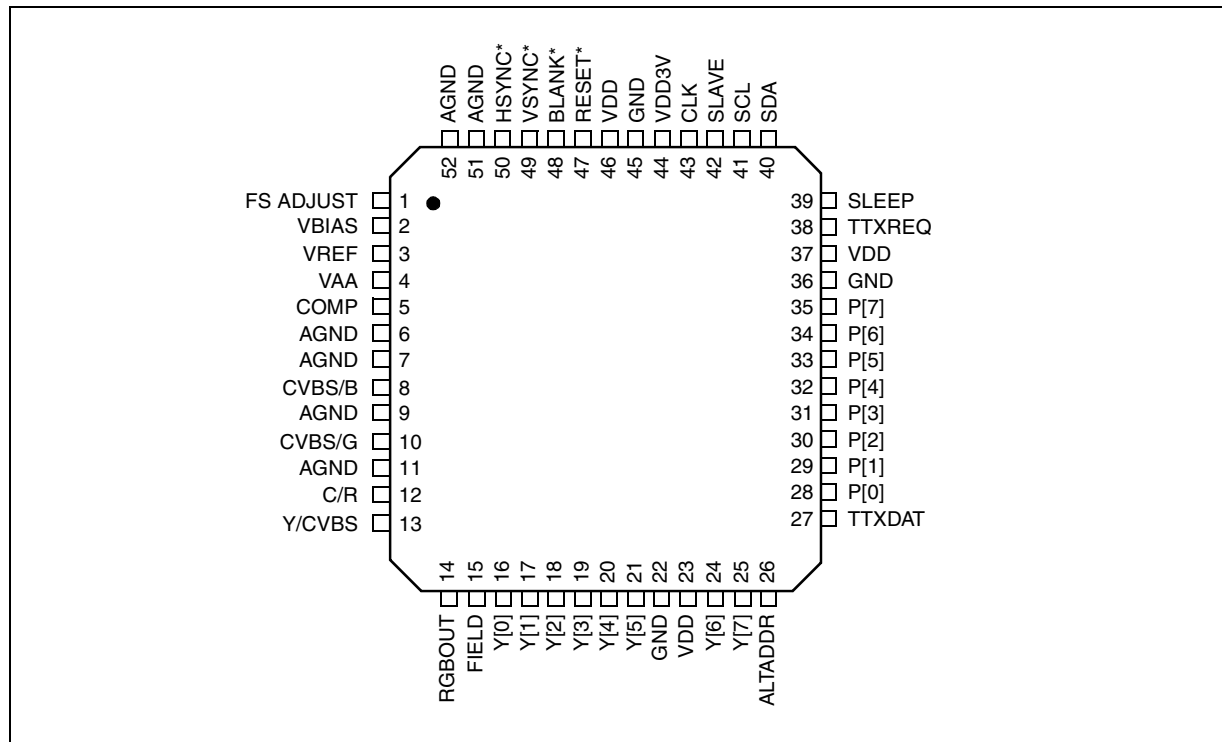 AGND
AGND
HSYNC*
VSYNC*
BLANK*
RESET*
VDD
GND
VDD3V
CLK
SLAVE
SCL
SDA
52
51
50
49
48
47
46
45
44
43
42
41
40
FS ADJUST 1
VBIAS 2
VREF 3
VAA 4
COMP 5
AGND 6
AGND 7
CVBS/B 8
AGND 9
CVBS/G 10
AGND 11
C/R 12
Y/CVBS 13
39 SLEEP
38 TTXREQ
37 VDD
36 GND
35 P[7]
34 P[6]
33 P[5]
32 P[4]
31 P[3]
30 P[2]
29 P[1]
28 P[0]
27 TTXDAT
14
15
16
17
18
19
20
21
22
23
24
25
26
RGBOUT
FIELD
Y[0]
Y[1]
Y[2]
Y[3]
Y[4]
Y[5]
GND
VDD
Y[6]
Y[7]
ALTADDR